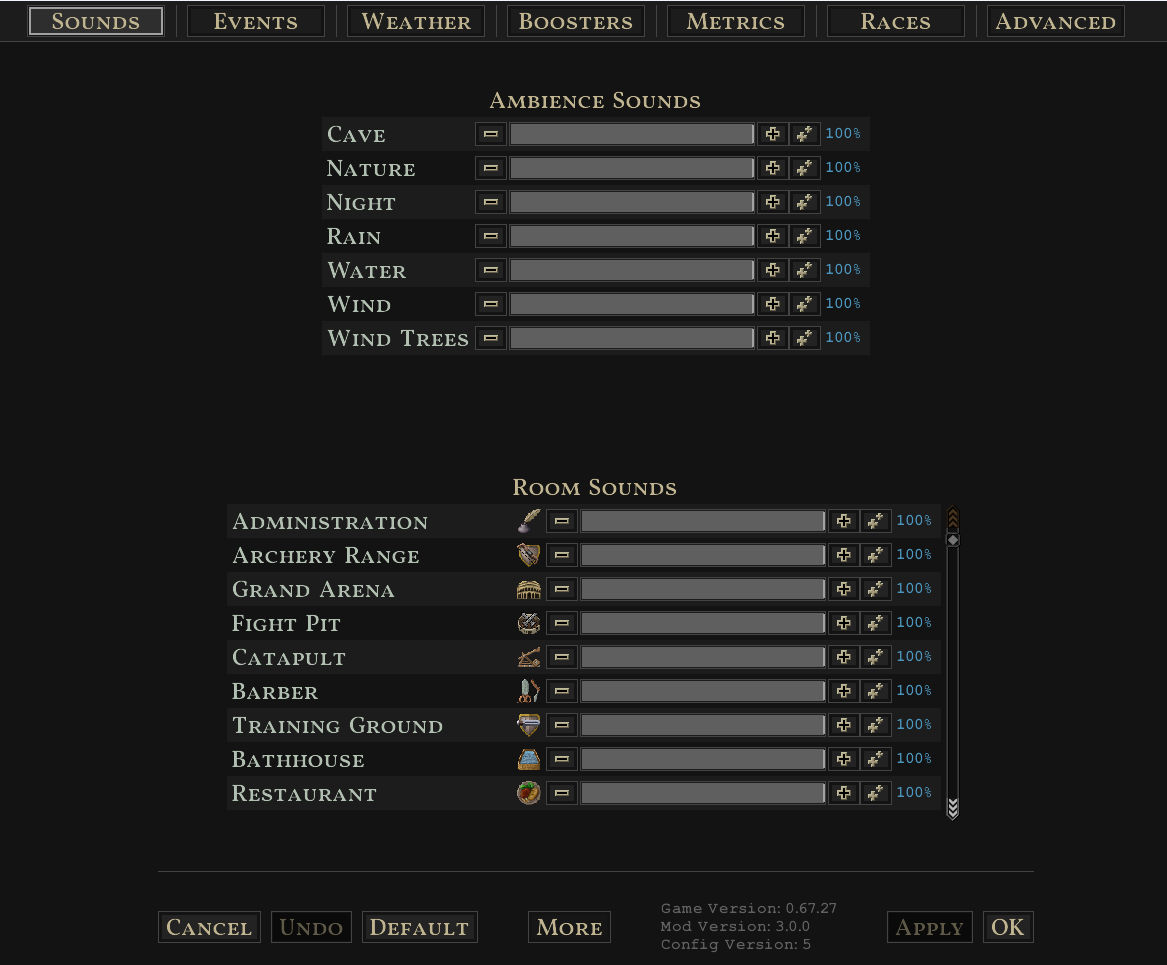 Sounds Events Weather Boosters Metrics Races Advanced
Ambience Sounds
Cave 100%
Nature 100%
Night 100%
Rain 100%
Water 100%
Wind 100%
Wind Trees 100%
Room Sounds
Administration 100%
Archery Range 100%
Grand Arena 100%
Fight Pit 100%
Catapult 100%
Barber 100%
Training Ground 100%
Bathhouse 100%
Restaurant 100%
Cancel Undo Default More
Game Version: 0.67.27
Mod Version: 3.0.0
Config Version: 5
Apply OK